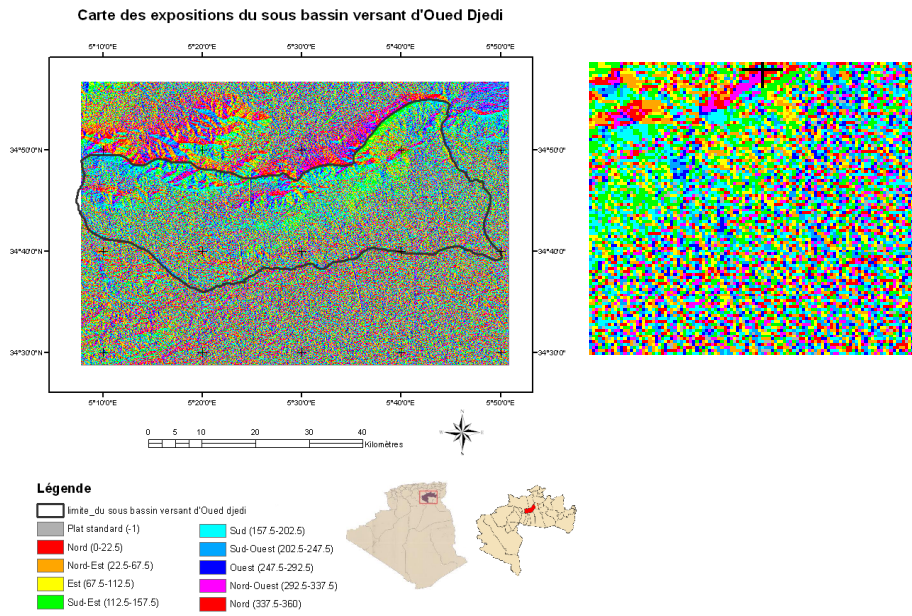 Carte des expositions du sous bassin versant d'Oued Djedi
5°10'0"E 5°20'0"E 5°30'0"E 5°40'0"E 5°50'0"E
34°50'0"N 34°50'0"
34°40'0"N 34°40'0"
34°30'0"N 34°30'0"
5°10'0"E 5°20'0"E 5°30'0"E 5°40'0"E 5°50'0"E
0 5 10 20 30 40
Kilomètres
Légende
limite_du sous bassin versant d'Oued djedi
Plat standard (-1)
Nord (0-22.5)
Nord-Est (22.5-67.5)
Est (67.5-112.5)
Sud-Est (112.5-157.5)
Sud (157.5-202.5)
Sud-Ouest (202.5-247.5)
Ouest (247.5-292.5)
Nord-Ouest (292.5-337.5)
Nord (337.5-360)